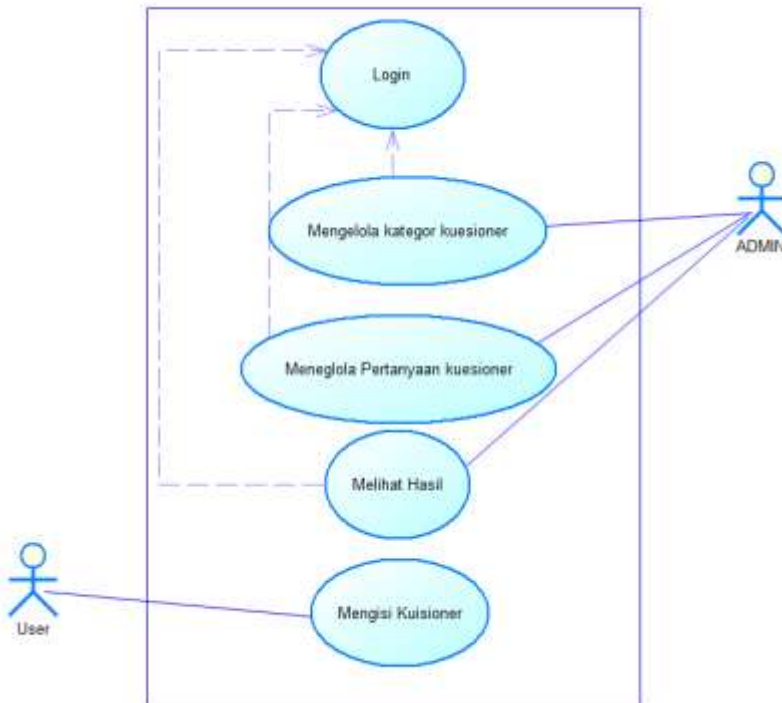 Login
Mengelola kategor kuesioner
ADMIN
Meneglola Pertanyaan kuesioner
Melihat Hasil
Mengisi Kuisioner
User